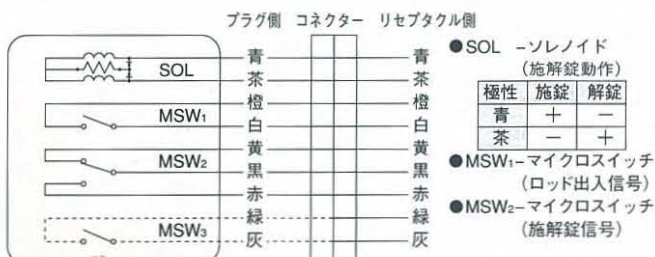 プラグ側 コネクター リセプタクル側
SOL
MSW₁
MSW₂
MSW₃
青 青
茶 茶
橙 橙
白 白
黄 黄
黒 黒
赤 赤
緑 緑
灰 灰
●SOL －ソレノイド
(施解錠動作)
極性 施錠 解錠
青 ＋ －
茶 － ＋
●MSW₁－マイクロスイッチ
(ロッド出入信号)
●MSW₂－マイクロスイッチ
(施解錠信号)